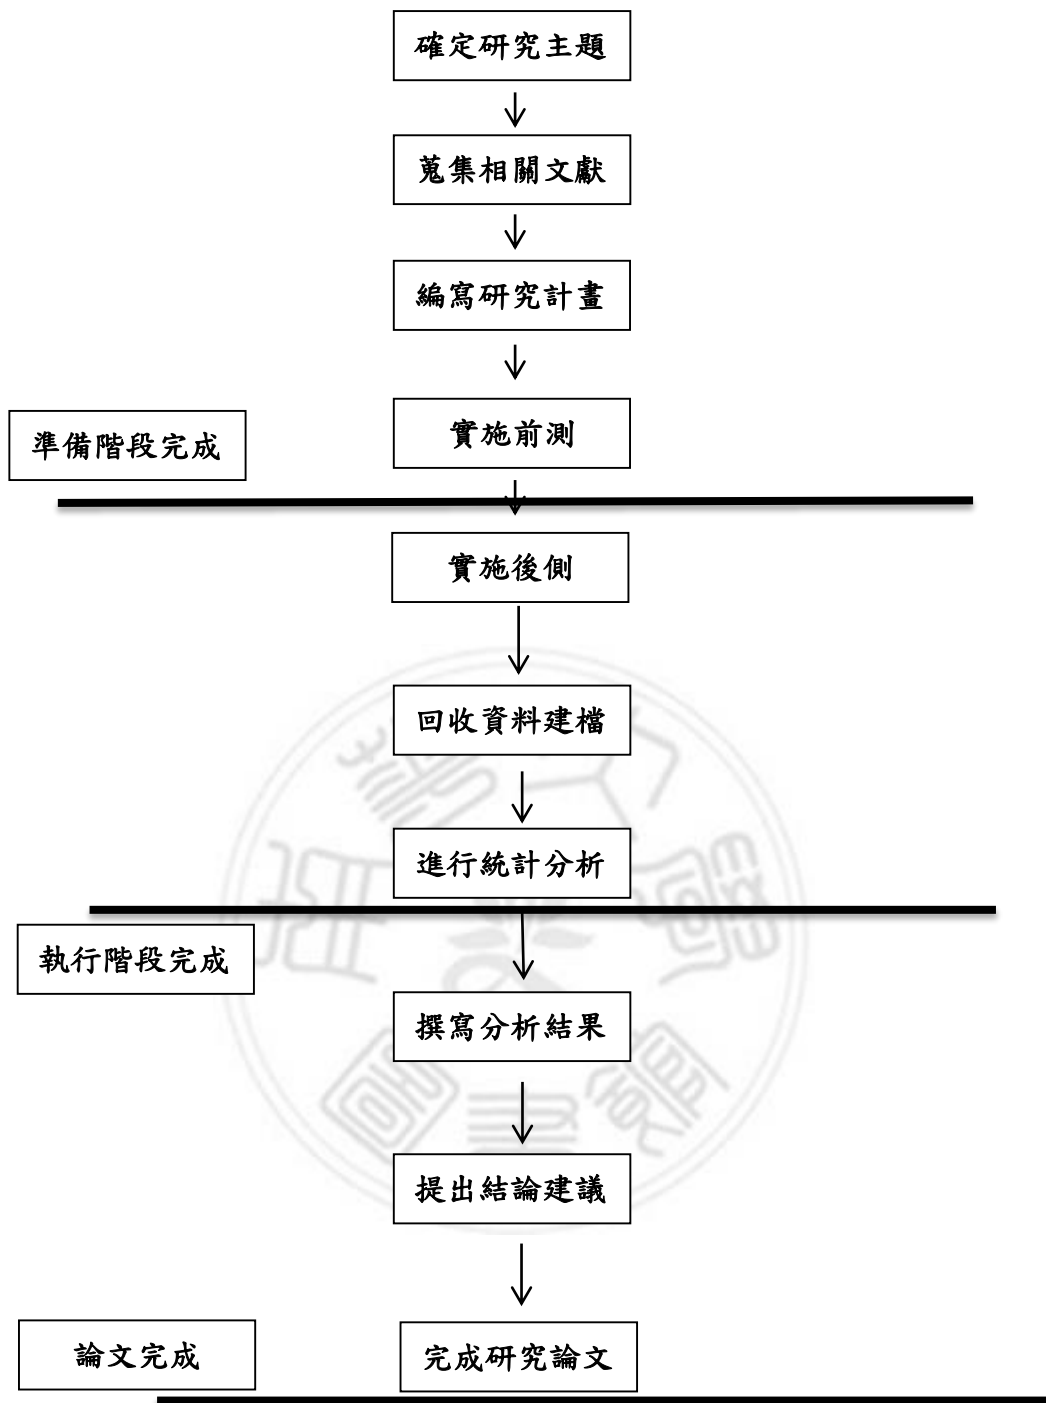 確定研究主題
蒐集相關文獻
編寫研究計畫
準備階段完成
實施前測
實施後側
回收資料建檔
進行統計分析
執行階段完成
撰寫分析結果
提出結論建議
論文完成
完成研究論文